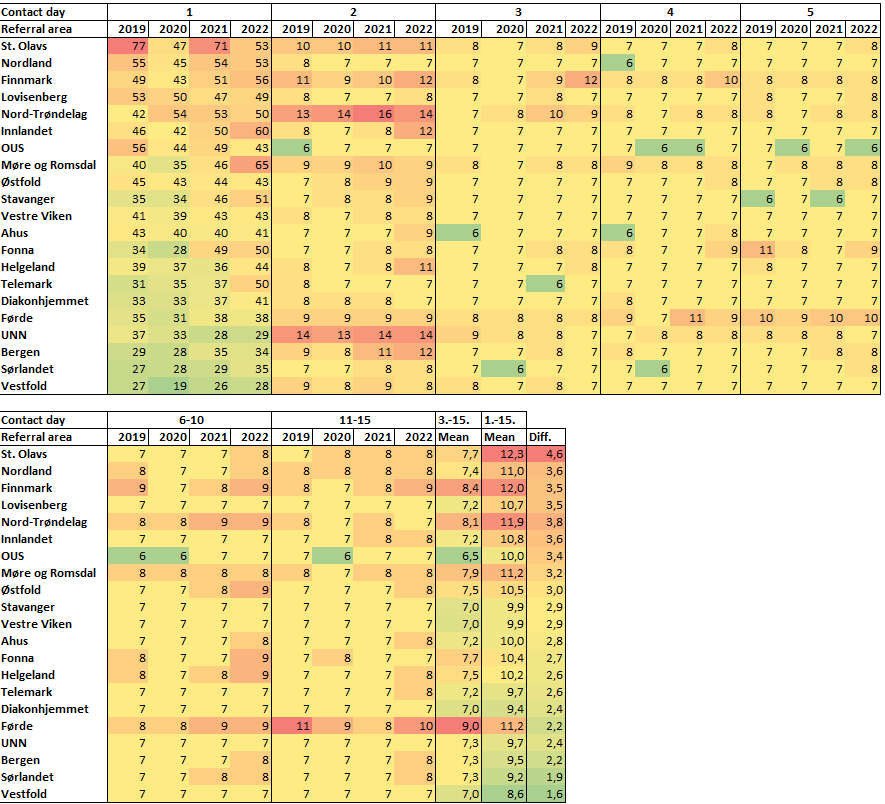 Contact day 1 2 3 4 5
Referral area 2019 2020 2021 2022 2019 2020 2021 2022 2019 2020 2021 2022 2019 2020 2021 2022 2019 2020 2021 2022
St. Olavs 77 47 71 53 10 10 11 11 8 7 8 9 7 7 7 8 7 7 7 8
Nordland 55 45 54 53 8 7 7 7 7 7 7 7 6 7 7 7 7 7 7 7
Finnmark 49 43 51 56 11 9 10 12 8 7 9 12 8 8 8 10 8 8 8 8
Lovisenberg 53 50 47 49 8 7 7 8 7 7 8 7 7 7 7 7 8 7 8 7
Nord-Trøndelag 42 54 53 50 13 14 16 14 7 8 10 9 8 7 8 8 8 8 8 8
Innlandet 46 42 50 60 8 7 8 12 7 7 7 7 7 7 7 7 7 7 7 7
OUS 56 44 49 43 6 7 7 7 7 7 7 7 7 6 6 7 7 6 7 6
Møre og Romsdal 40 35 46 65 9 9 10 9 8 7 8 8 9 8 8 8 7 8 8 8
Østfold 45 43 44 43 7 8 9 9 7 7 7 7 7 7 7 8 7 7 8 8
Stavanger 35 34 46 51 7 8 8 9 7 7 7 7 7 7 7 7 6 7 6 7
Vestre Viken 41 39 43 43 8 7 8 8 7 7 7 7 7 7 7 7 7 7 7 7
Ahus 43 40 40 41 7 7 7 9 6 7 7 7 6 7 7 8 7 7 7 7
Fonna 34 28 49 50 7 7 8 8 7 7 8 8 8 7 7 9 11 8 7 9
Helgeland 39 37 36 44 8 7 8 11 7 7 7 8 7 7 7 7 8 7 7 7
Telemark 31 35 37 50 8 7 7 7 7 7 6 7 7 7 7 7 7 7 7 7
Diakonhjemmet 33 33 37 41 8 8 8 7 7 7 7 7 8 7 7 7 7 7 7 7
Førde 35 31 38 38 9 9 9 9 8 8 8 8 9 7 11 9 10 9 10 10
UNN 37 33 28 29 14 13 14 14 9 8 8 7 7 8 8 8 8 8 8 8
Bergen 29 28 35 34 9 8 11 12 7 7 8 7 8 7 7 7 7 7 8 8
Sørlandet 27 28 29 35 7 7 8 8 7 6 7 7 7 6 7 7 7 7 7 8
Vestfold 27 19 26 28 9 8 9 8 8 7 8 7 7 7 7 7 7 7 7 7
Contact day 6-10 11-15 3.-15. 1.-15.
Referral area 2019 2020 2021 2022 2019 2020 2021 2022 Mean Mean Diff.
St. Olavs 7 7 7 8 7 8 8 8 7,7 12,3 4,6
Nordland 8 7 7 8 8 8 8 8 7,4 11,0 3,6
Finnmark 9 7 8 9 8 7 8 9 8,4 12,0 3,5
Lovisenberg 7 7 7 7 7 7 7 7 7,2 10,7 3,5
Nord-Trøndelag 8 8 9 9 8 7 8 7 8,1 11,9 3,8
Innlandet 7 7 7 7 7 7 8 8 7,2 10,8 3,6
OUS 6 6 7 7 7 6 7 7 6,5 10,0 3,4
Møre og Romsdal 8 8 8 8 8 7 8 8 7,9 11,2 3,2
Østfold 7 7 8 9 7 7 7 8 7,5 10,5 3,0
Stavanger 7 7 7 7 7 7 7 7 7,0 9,9 2,9
Vestre Viken 7 7 7 7 7 7 7 7 7,0 9,9 2,9
Ahus 7 7 7 8 7 7 7 8 7,2 10,0 2,8
Fonna 8 7 7 9 7 8 7 7 7,7 10,4 2,7
Helgeland 8 7 8 9 7 7 7 8 7,5 10,2 2,6
Telemark 7 7 7 7 7 7 7 8 7,2 9,7 2,6
Diakonhjemmet 7 7 7 7 7 7 7 7 7,0 9,4 2,4
Førde 8 8 9 9 11 9 8 10 9,0 11,2 2,2
UNN 7 7 7 7 7 7 7 7 7,3 9,7 2,4
Bergen 7 7 7 8 7 7 7 8 7,3 9,5 2,2
Sørlandet 7 7 8 8 7 7 7 8 7,3 9,2 1,9
Vestfold 7 7 7 7 7 7 7 7 7,0 8,6 1,6